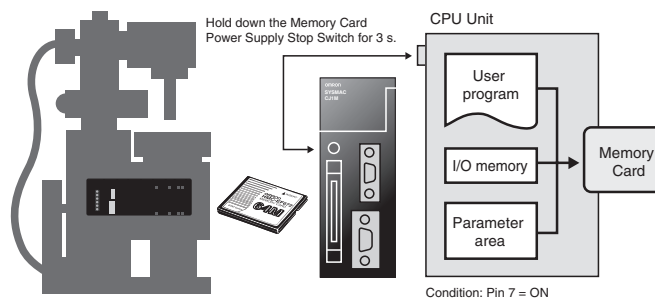 Hold down the Memory Card
Power Supply Stop Switch for 3 s.
CPU Unit
OMRON
SYSMAC
CJ1M
User
program
I/O memory
Parameter
area
Memory
Card
64M
Condition: Pin 7 = ON